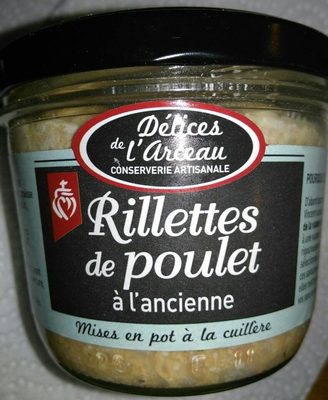 Délices
de l'Arceau
CONSERVERIE ARTISANALE
Rillettes
de poulet
à l'ancienne
Mises en pot à la cuillère